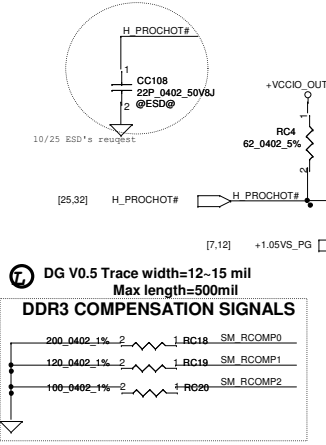 H_PROCHOT#
1
CC108
22P_0402_50V8J
@ESD@
2
10/25 ESD's reuqest
+VCCIO_OUT
1
RC4
62_0402_5%
2
[25,32] H_PROCHOT# H_PROCHOT#
[7,12] +1.05VS_PG
DG V0.5 Trace width=12~15 mil
Max length=500mil
DDR3 COMPENSATION SIGNALS
200_0402_1% 2 1 RC18 SM_RCOMP0
120_0402_1% 2 1 RC19 SM_RCOMP1
100_0402_1% 2 1 RC20 SM_RCOMP2